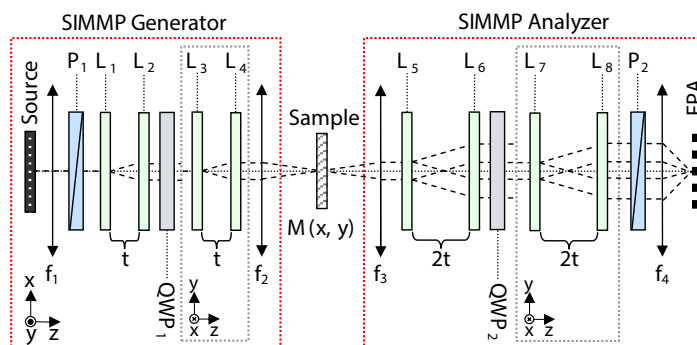 SIMMP Generator
SIMMP Analyzer
Source
P1
L1
L2
L3
L4
Sample
L5
L6
L7
L8
P2
FPA
M (x, y)
t
t
2t
2t
f1
QWP1
f2
f3
QWP2
f4
x
y
z
y
x
z
y
x
z